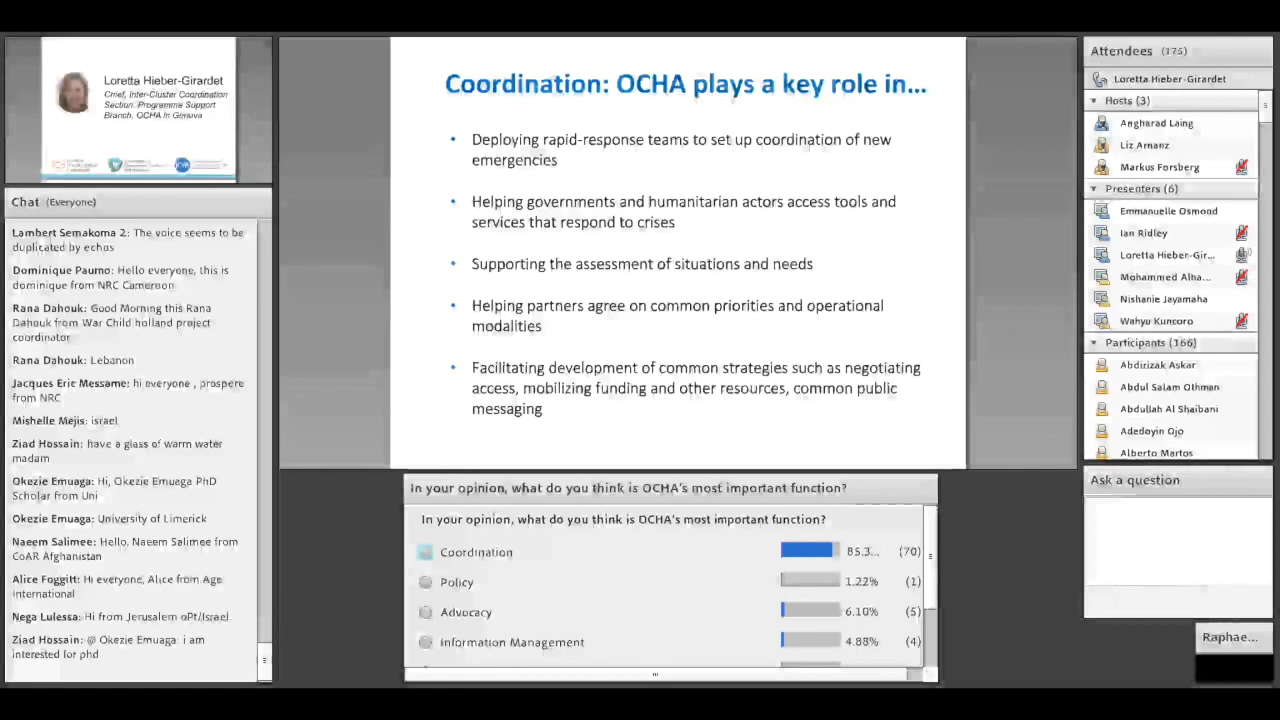 Loretta Hieber-Girardet
Chief, Inter-Cluster Coordination
Section, Programme Support
Branch, OCHA in Geneva
Chat (Everyone)
Lambert Semakoma 2: The voice seems to be
duplicated by echos
Dominique Paumo: Hello everyone, this is
dominique from NRC Cameroon
Rana Dahouk: Good Morning this Rana
Dahouk from War Child holland project
coordinator
Rana Dahouk: Lebanon
Jacques Eric Messame: hi everyone , prospere
from NRC
Mishelle Mejis: israel
Ziad Hossain: have a glass of warm water
madam
Okezie Emuaga: Hi, Okezie Emuaga PhD
Scholar from Uni
Okezie Emuaga: University of Limerick
Naeem Salimee: Hello, Naeem Salimee from
CoAR Afghanistan
Alice Foggitt: Hi everyone, Alice from Age
International
Nega Lulessa: Hi from Jerusalem oPt/Israel
Ziad Hossain: @ Okezie Emuaga: i am
interested for phd
Coordination: OCHA plays a key role in…
• Deploying rapid-response teams to set up coordination of new
emergencies
• Helping governments and humanitarian actors access tools and
services that respond to crises
• Supporting the assessment of situations and needs
• Helping partners agree on common priorities and operational
modalities
• Facilitating development of common strategies such as negotiating
access, mobilizing funding and other resources, common public
messaging
In your opinion, what do you think is OCHA's most important function?
In your opinion, what do you think is OCHA's most important function?
Coordination 85.3... (70)
Policy 1.22% (1)
Advocacy 6.10% (5)
Information Management 4.88% (4)
Attendees (175)
Loretta Hieber-Girardet
Hosts (3)
Angharad Laing
Liz Arnanz
Markus Forsberg
Presenters (6)
Emmanuelle Osmond
Ian Ridley
Loretta Hieber-Gir...
Mohammed Alha...
Nishanie Jayamaha
Wahyu Kuncoro
Participants (166)
Abdirizak Askar
Abdul Salam Othman
Abdullah Al Shaibani
Adedoyin Ojo
Alberto Martos
Ask a question
Raphae...